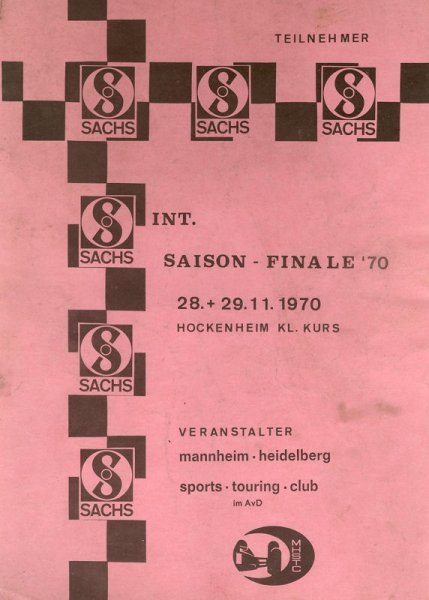 TEILNEHMER
SACHS
SACHS
SACHS
SACHS
INT.
SAISON - FINALE '70
28. + 29.11. 1970
HOCKENHEIM KL. KURS
SACHS
VERANSTALTER
mannheim · heidelberg
sports · touring · club
im AvD
SACHS
MHSTC